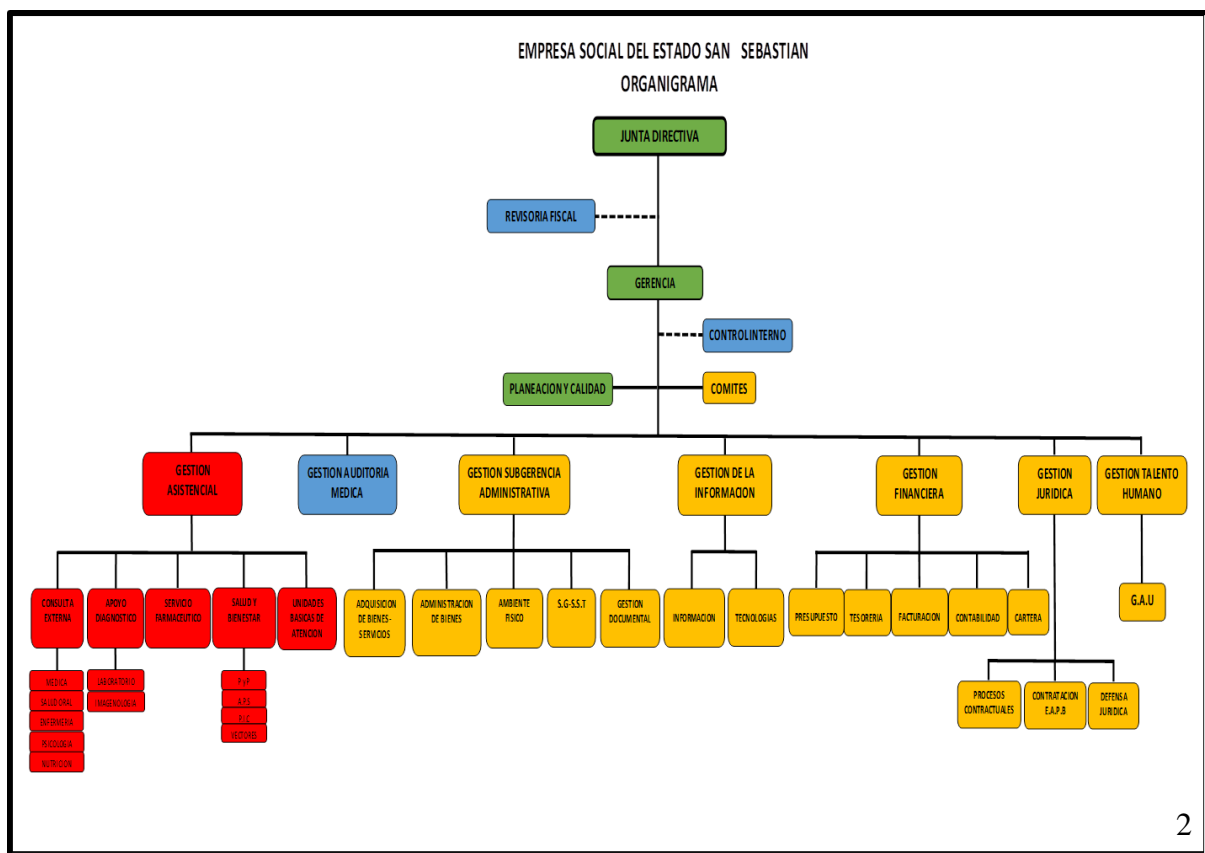 EMPRESA SOCIAL DEL ESTADO SAN SEBASTIAN
ORGANIGRAMA
JUNTA DIRECTIVA
REVISORIA FISCAL
GERENCIA
CONTROL INTERNO
PLANEACION Y CALIDAD
COMITES
GESTION
ASISTENCIAL
GESTION AUDITORIA
MEDICA
GESTION SUBGERENCIA
ADMINISTRATIVA
GESTION DE LA
INFORMACION
GESTION
FINANCIERA
GESTION
JURIDICA
GESTION TALENTO
HUMANO
CONSULTA
EXTERNA
APOYO
DIAGNOSTICO
SERVICIO
FARMACEUTICO
SALUD Y
BIENESTAR
UNIDADES
BASICAS DE
ATENCION
ADQUISICION
DE BIENES-
SERVICIOS
ADMINISTRACION
DE BIENES
AMBIENTE
FISICO
S.G-S.S.T
GESTION
DOCUMENTAL
INFORMACION
TECNOLOGIAS
PRESUPUESTO
TESORERIA
FACTURACION
CONTABILIDAD
CARTERA
G.A.U
MEDICA
SALUD ORAL
ENFERMERIA
PSICOLOGIA
NUTRICION
LABORATORIO
IMAGENOLOGIA
P y P
A.P.S
P.I.C
VECTORES
PROCESOS
CONTRACTUALES
CONTRATACION
E.A.P.B
DEFENSA
JURIDICA
2